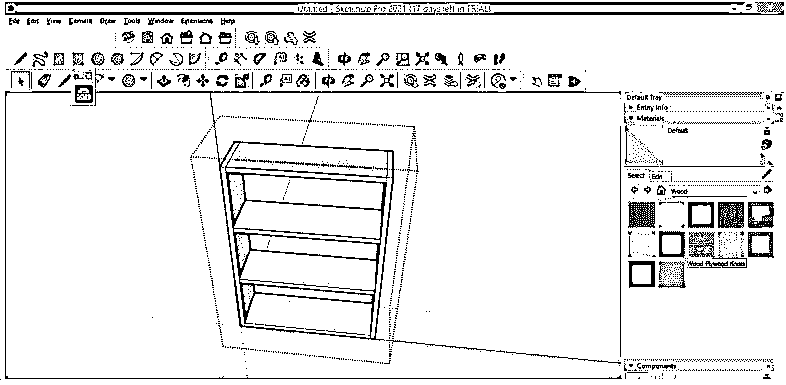 Untitled - SketchUp Pro 2021 (17 days left in TRIAL)
File Edit View Camera Draw Tools Window Extensions Help
Default Tray
Entity Info
Materials
Default
Select Edit
Wood
Wood Plywood Knots
Components